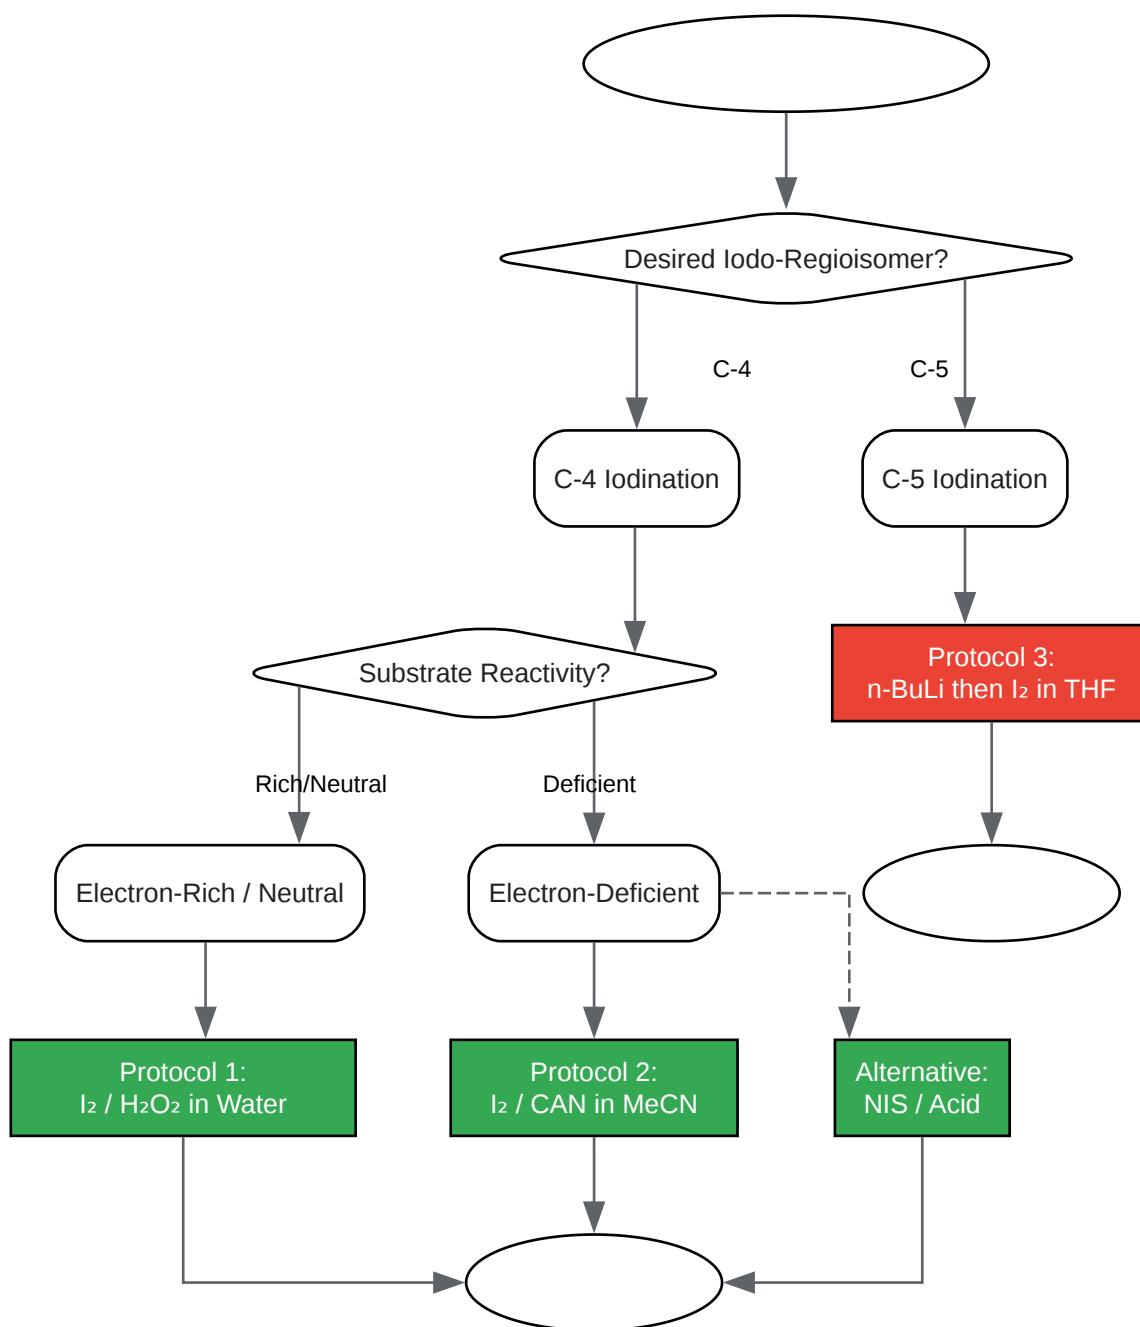 Desired Iodo-Regioisomer?
C-4
C-5
C-4 Iodination
C-5 Iodination
Substrate Reactivity?
Protocol 3:
n-BuLi then I₂ in THF
Rich/Neutral
Deficient
Electron-Rich / Neutral
Electron-Deficient
Protocol 1:
I₂ / H₂O₂ in Water
Protocol 2:
I₂ / CAN in MeCN
Alternative:
NIS / Acid